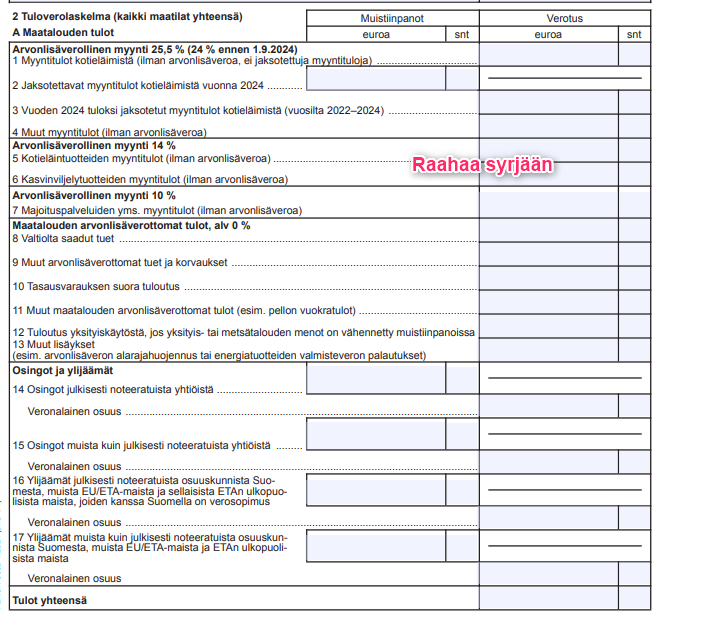 2 Tuloverolaskelma (kaikki maatilat yhteensä)
Muistiinpanot
Verotus
A Maatalouden tulot
euroa
snt
euroa
snt
Arvonlisäverollinen myynti 25,5 % (24 % ennen 1.9.2024)
1 Myyntitulot kotieläimistä (ilman arvonlisäveroa, ei jaksotettuja myyntituloja)
2 Jaksotettavat myyntitulot kotieläimistä vuonna 2024
3 Vuoden 2024 tuloksi jaksotetut myyntitulot kotieläimistä (vuosilta 2022–2024)
4 Muut myyntitulot (ilman arvonlisäveroa)
Arvonlisäverollinen myynti 14 %
5 Kotieläintuotteiden myyntitulot (ilman arvonlisäveroa)
Raahaa syrjään
6 Kasvinviljelytuotteiden myyntitulot (ilman arvonlisäveroa)
Arvonlisäverollinen myynti 10 %
7 Majoituspalveluiden yms. myyntitulot (ilman arvonlisäveroa)
Maatalouden arvonlisäverottomat tulot, alv 0 %
8 Valtiolta saadut tuet
9 Muut arvonlisäverottomat tuet ja korvaukset
10 Tasausvarauksen suora tuloutus
11 Muut maatalouden arvonlisäverottomat tulot (esim. pellon vuokratulot)
12 Tuloutus yksityiskäytöstä, jos yksityis- tai metsätalouden menot on vähennetty muistiinpanoissa
13 Muut lisäykset
(esim. arvonlisäveron alarajahuojennus tai energiatuotteiden valmisteveron palautukset)
Osingot ja ylijäämät
14 Osingot julkisesti noteeratuista yhtiöistä
Veronalainen osuus
15 Osingot muista kuin julkisesti noteeratuista yhtiöistä
Veronalainen osuus
16 Ylijäämät julkisesti noteeratuista osuuskunnista Suo-
mesta, muista EU/ETA-maista ja sellaisista ETAn ulkopuo-
lisista maista, joiden kanssa Suomella on verosopimus
Veronalainen osuus
17 Ylijäämät muista kuin julkisesti noteeratuista osuuskun-
nista Suomesta, muista EU/ETA-maista ja ETAn ulkopuoli-
sista maista
Veronalainen osuus
Tulot yhteensä